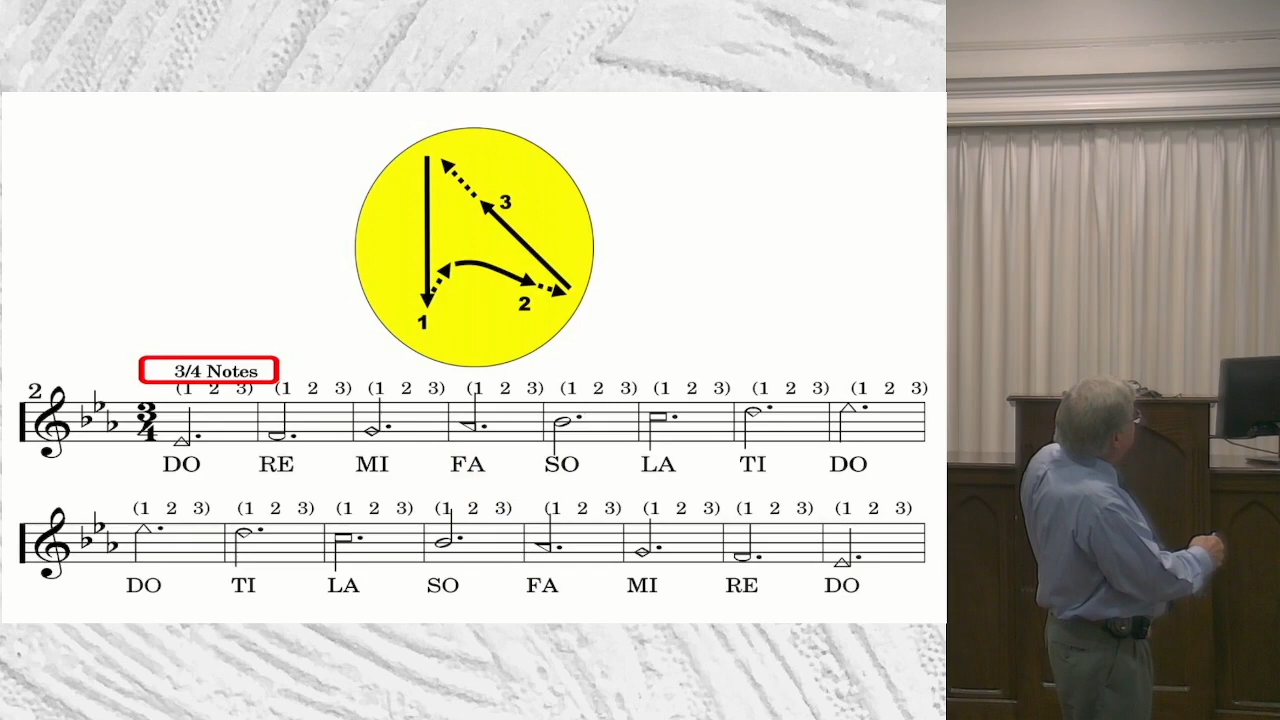 3
2
1
3/4 Notes
2 (1 2 3) (1 2 3) (1 2 3) (1 2 3) (1 2 3) (1 2 3) (1 2 3) (1 2 3)
3
4
DO RE MI FA SO LA TI DO
(1 2 3) (1 2 3) (1 2 3) (1 2 3) (1 2 3) (1 2 3) (1 2 3) (1 2 3)
DO TI LA SO FA MI RE DO